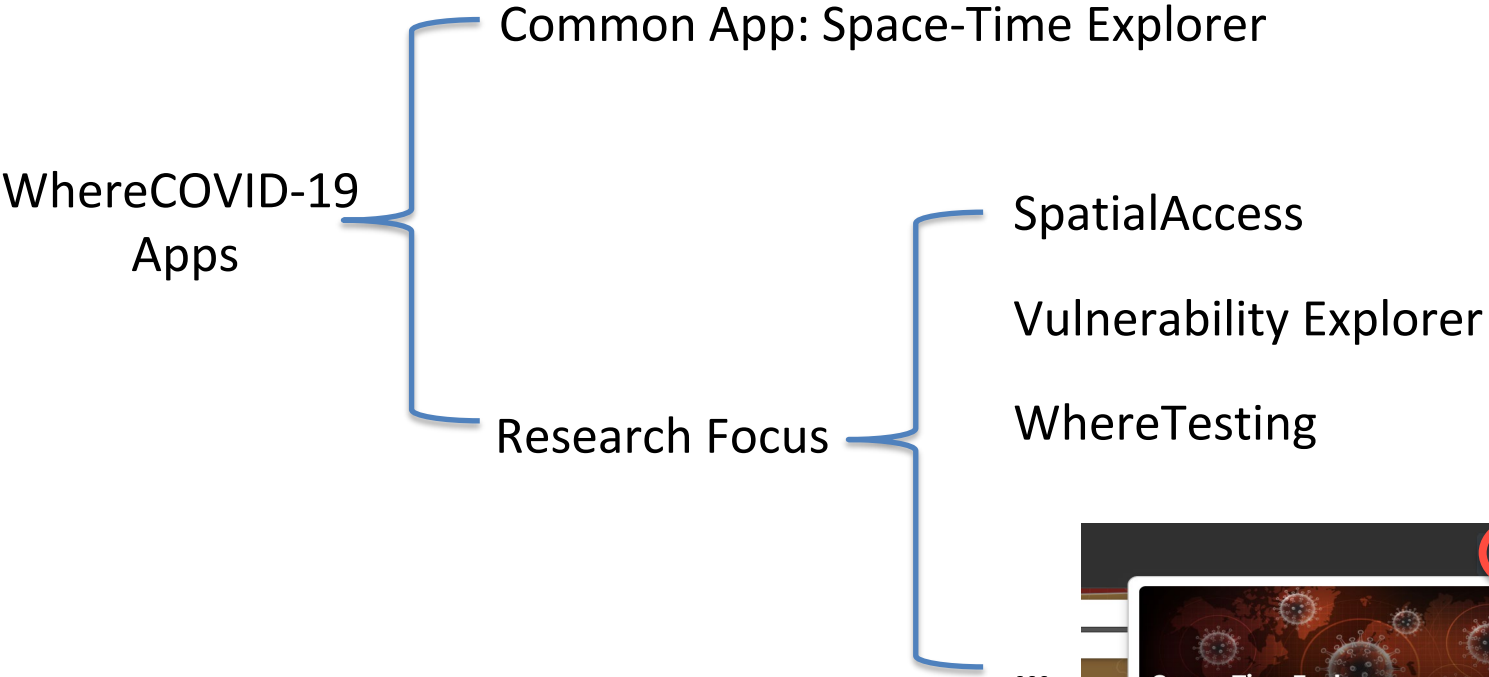 Common App: Space-Time Explorer
WhereCOVID-19
Apps
SpatialAccess
Vulnerability Explorer
WhereTesting
Research Focus
...